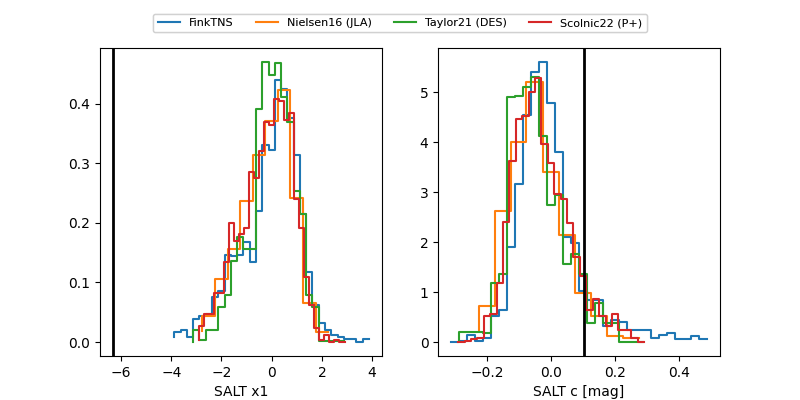 FinkTNS Nielsen16 (JLA) Taylor21 (DES) Scolnic22 (P+)
0.4
0.3
0.2
0.1
0.0
−6 −4 −2 0 2 4
SALT x1
5
4
3
2
1
0
−0.2 0.0 0.2 0.4
SALT c [mag]